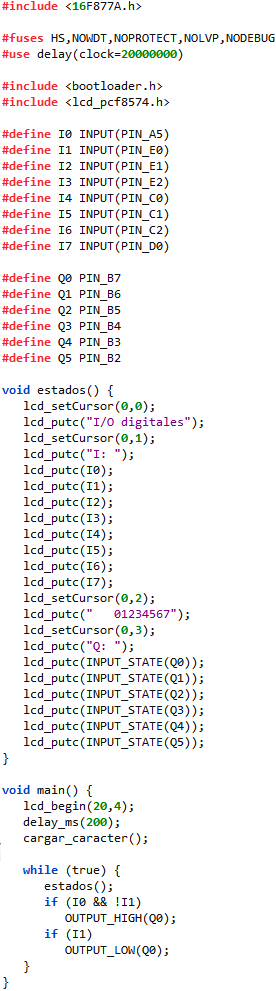 #include <16F877A.h>

#fuses HS,NOWDT,NOPROTECT,NOLVP,NODEBUG
#use delay(clock=20000000)

#include <bootloader.h>
#include <lcd_pcf8574.h>

#define I0 INPUT(PIN_A5)
#define I1 INPUT(PIN_E0)
#define I2 INPUT(PIN_E1)
#define I3 INPUT(PIN_E2)
#define I4 INPUT(PIN_C0)
#define I5 INPUT(PIN_C1)
#define I6 INPUT(PIN_C2)
#define I7 INPUT(PIN_D0)

#define Q0 PIN_B7
#define Q1 PIN_B6
#define Q2 PIN_B5
#define Q3 PIN_B4
#define Q4 PIN_B3
#define Q5 PIN_B2

void estados() {
   lcd_setCursor(0,0);
   lcd_putc("I/O digitales");
   lcd_setCursor(0,1);
   lcd_putc("I: ");
   lcd_putc(I0);
   lcd_putc(I1);
   lcd_putc(I2);
   lcd_putc(I3);
   lcd_putc(I4);
   lcd_putc(I5);
   lcd_putc(I6);
   lcd_putc(I7);
   lcd_setCursor(0,2);
   lcd_putc("   01234567");
   lcd_setCursor(0,3);
   lcd_putc("Q: ");
   lcd_putc(INPUT_STATE(Q0));
   lcd_putc(INPUT_STATE(Q1));
   lcd_putc(INPUT_STATE(Q2));
   lcd_putc(INPUT_STATE(Q3));
   lcd_putc(INPUT_STATE(Q4));
   lcd_putc(INPUT_STATE(Q5));
}

void main() {
   lcd_begin(20,4);
   delay_ms(200);
   cargar_caracter();

   while (true) {
      estados();
      if (I0 && !I1)
         OUTPUT_HIGH(Q0);
      if (I1)
         OUTPUT_LOW(Q0);
   }
}